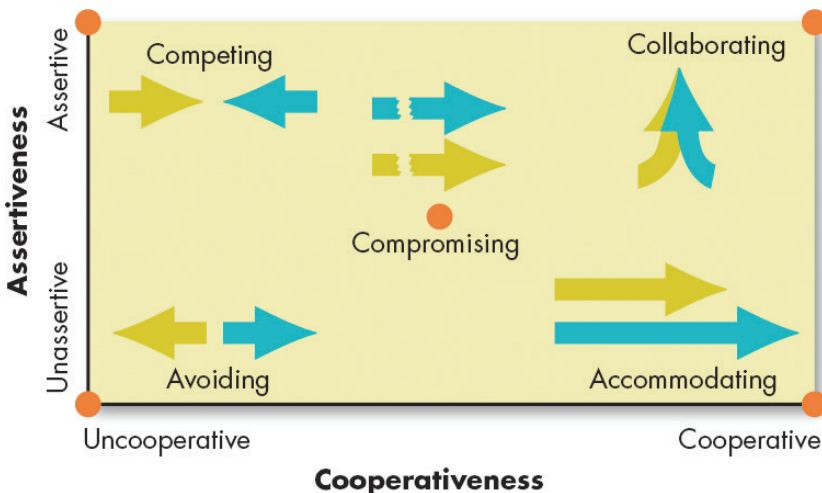 Assertiveness
Assertive
Unassertive
Competing
Collaborating
Compromising
Avoiding
Accommodating
Uncooperative
Cooperative
Cooperativeness